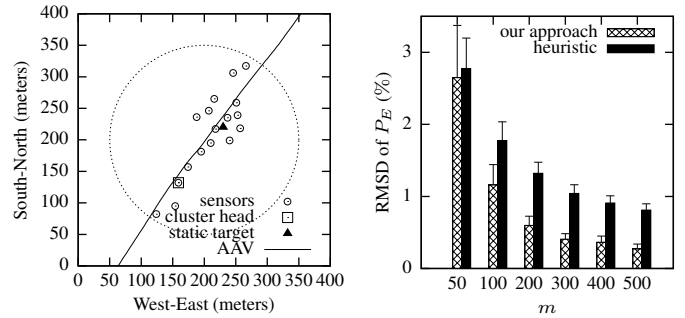 400
350
300
250
200
150
100
50
0
South-North (meters)
sensors
cluster head
static target
AAV
0 50 100 150 200 250 300 350 400
West-East (meters)
our approach
heuristic
3
2
1
0
RMSD of P_E (%)
50 100 200 300 400 500
m